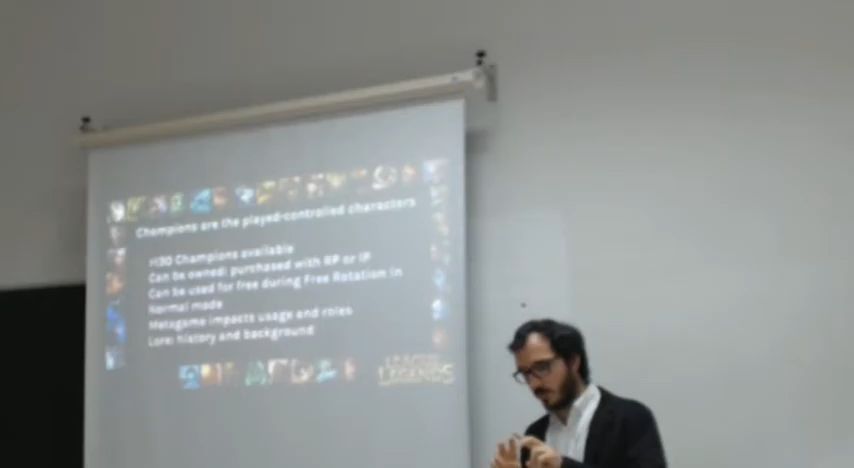 Champions are the played-controlled characters
Champions available
Can be owned: purchased with RP or IP
Can be used for free during Free Rotation in
Normal mode
Metagame impacts usage and roles
Lore: history and background
LEAGUE
LEGENDS